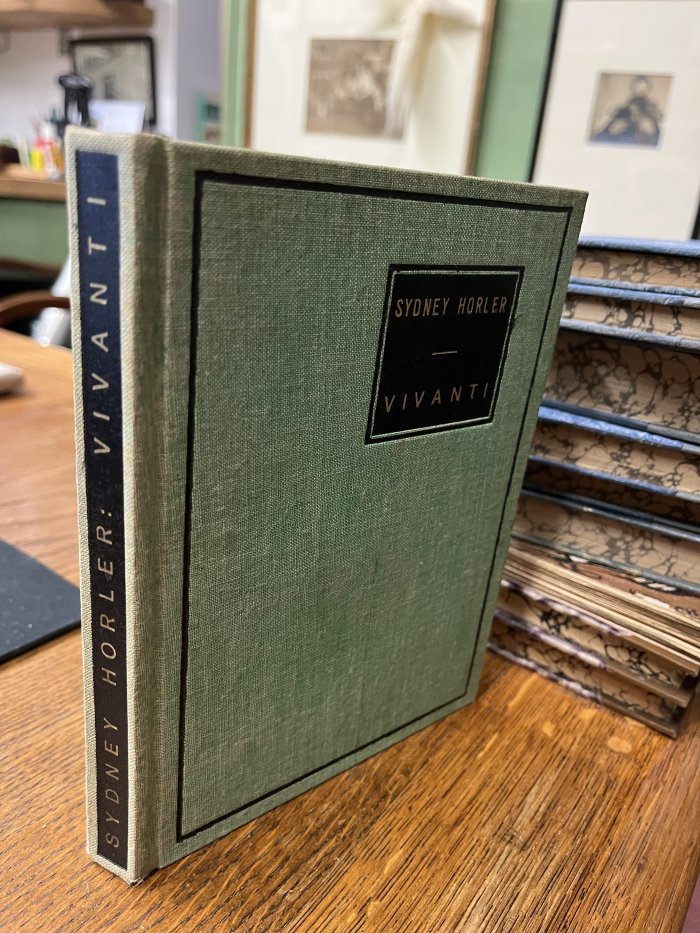 SYDNEY HORLER: VIVANTI
SYDNEY HORLER
—
VIVANTI